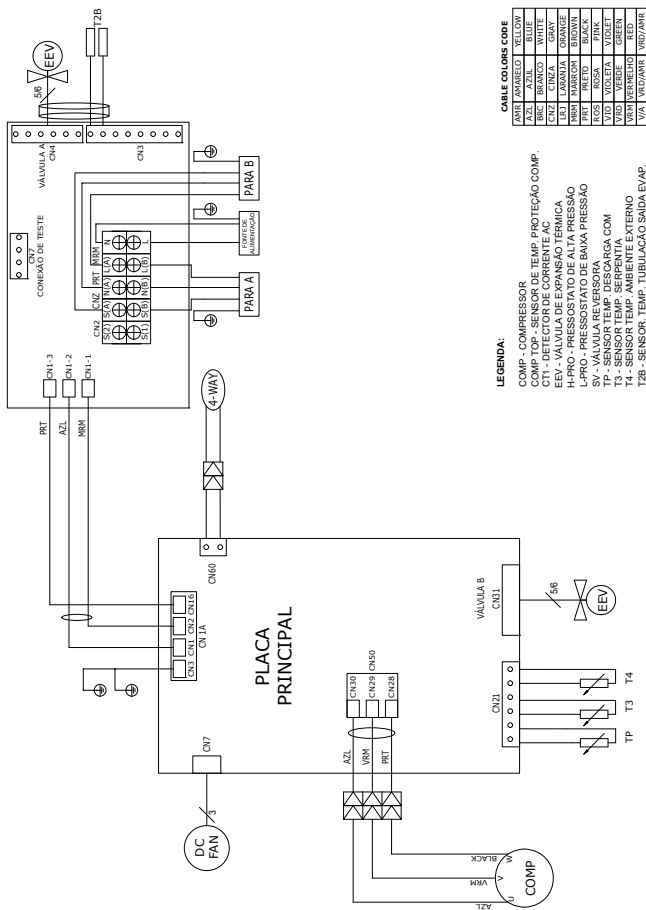 EEV
T2B
5/6
VÁLVULA A
CN4
CN3
CN7
CONEXÃO DE TESTE
CN2 CNZ PRT MRM
S(2) S(A) N(A) L(A) N
S(1) S(B) N(B) L(B) L
PARA B
FONTE DE
ALIMENTAÇÃO
PARA A
CN1-3
CN1-2
CN1-1
PRT
AZL
MRM
4-WAY
CN60
CN3 CN1 CN2 CN16
CN 1A
PLACA
PRINCIPAL
VÁLVULA B
CN31
5/6
EEV
CN7
3
DC
FAN
CN50
CN30
CN29
CN28
AZL
VRM
PRT
CN21
TP
T3
T4
AZL
VRM
BLACK
U
V
W
COMP
LEGENDA:
COMP - COMPRESSOR
COMP TOP - SENSOR DE TEMP. PROTEÇÃO COMP.
CT1 - DETECTOR DE CORRENTE AC
EEV - VÁLVULA DE EXPANSÃO TÉRMICA
H-PRO - PRESSOSTATO DE ALTA PRESSÃO
L-PRO - PRESSOSTATO DE BAIXA PRESSÃO
SV - VÁLVULA REVERSORA
TP - SENSOR TEMP. DESCARGA COM
T3 - SENSOR TEMP. SERPENTIA
T4 - SENSOR TEMP. AMBIENTE EXTERNO
T2B - SENSOR. TEMP. TUBULAÇÃO SAÍDA EVAP.
CABLE COLORS CODE
AMR AMARELO YELLOW
AZL AZUL BLUE
BRC BRANCO WHITE
CNZ CINZA GRAY
LRJ LARANJA ORANGE
MRM MARROM BROWN
PRT PRETO BLACK
ROS ROSA PINK
VIO VIOLETA VIOLET
VRD VERDE GREEN
VRM VERMELHO RED
V/A VRD/AMR VRD/AMR